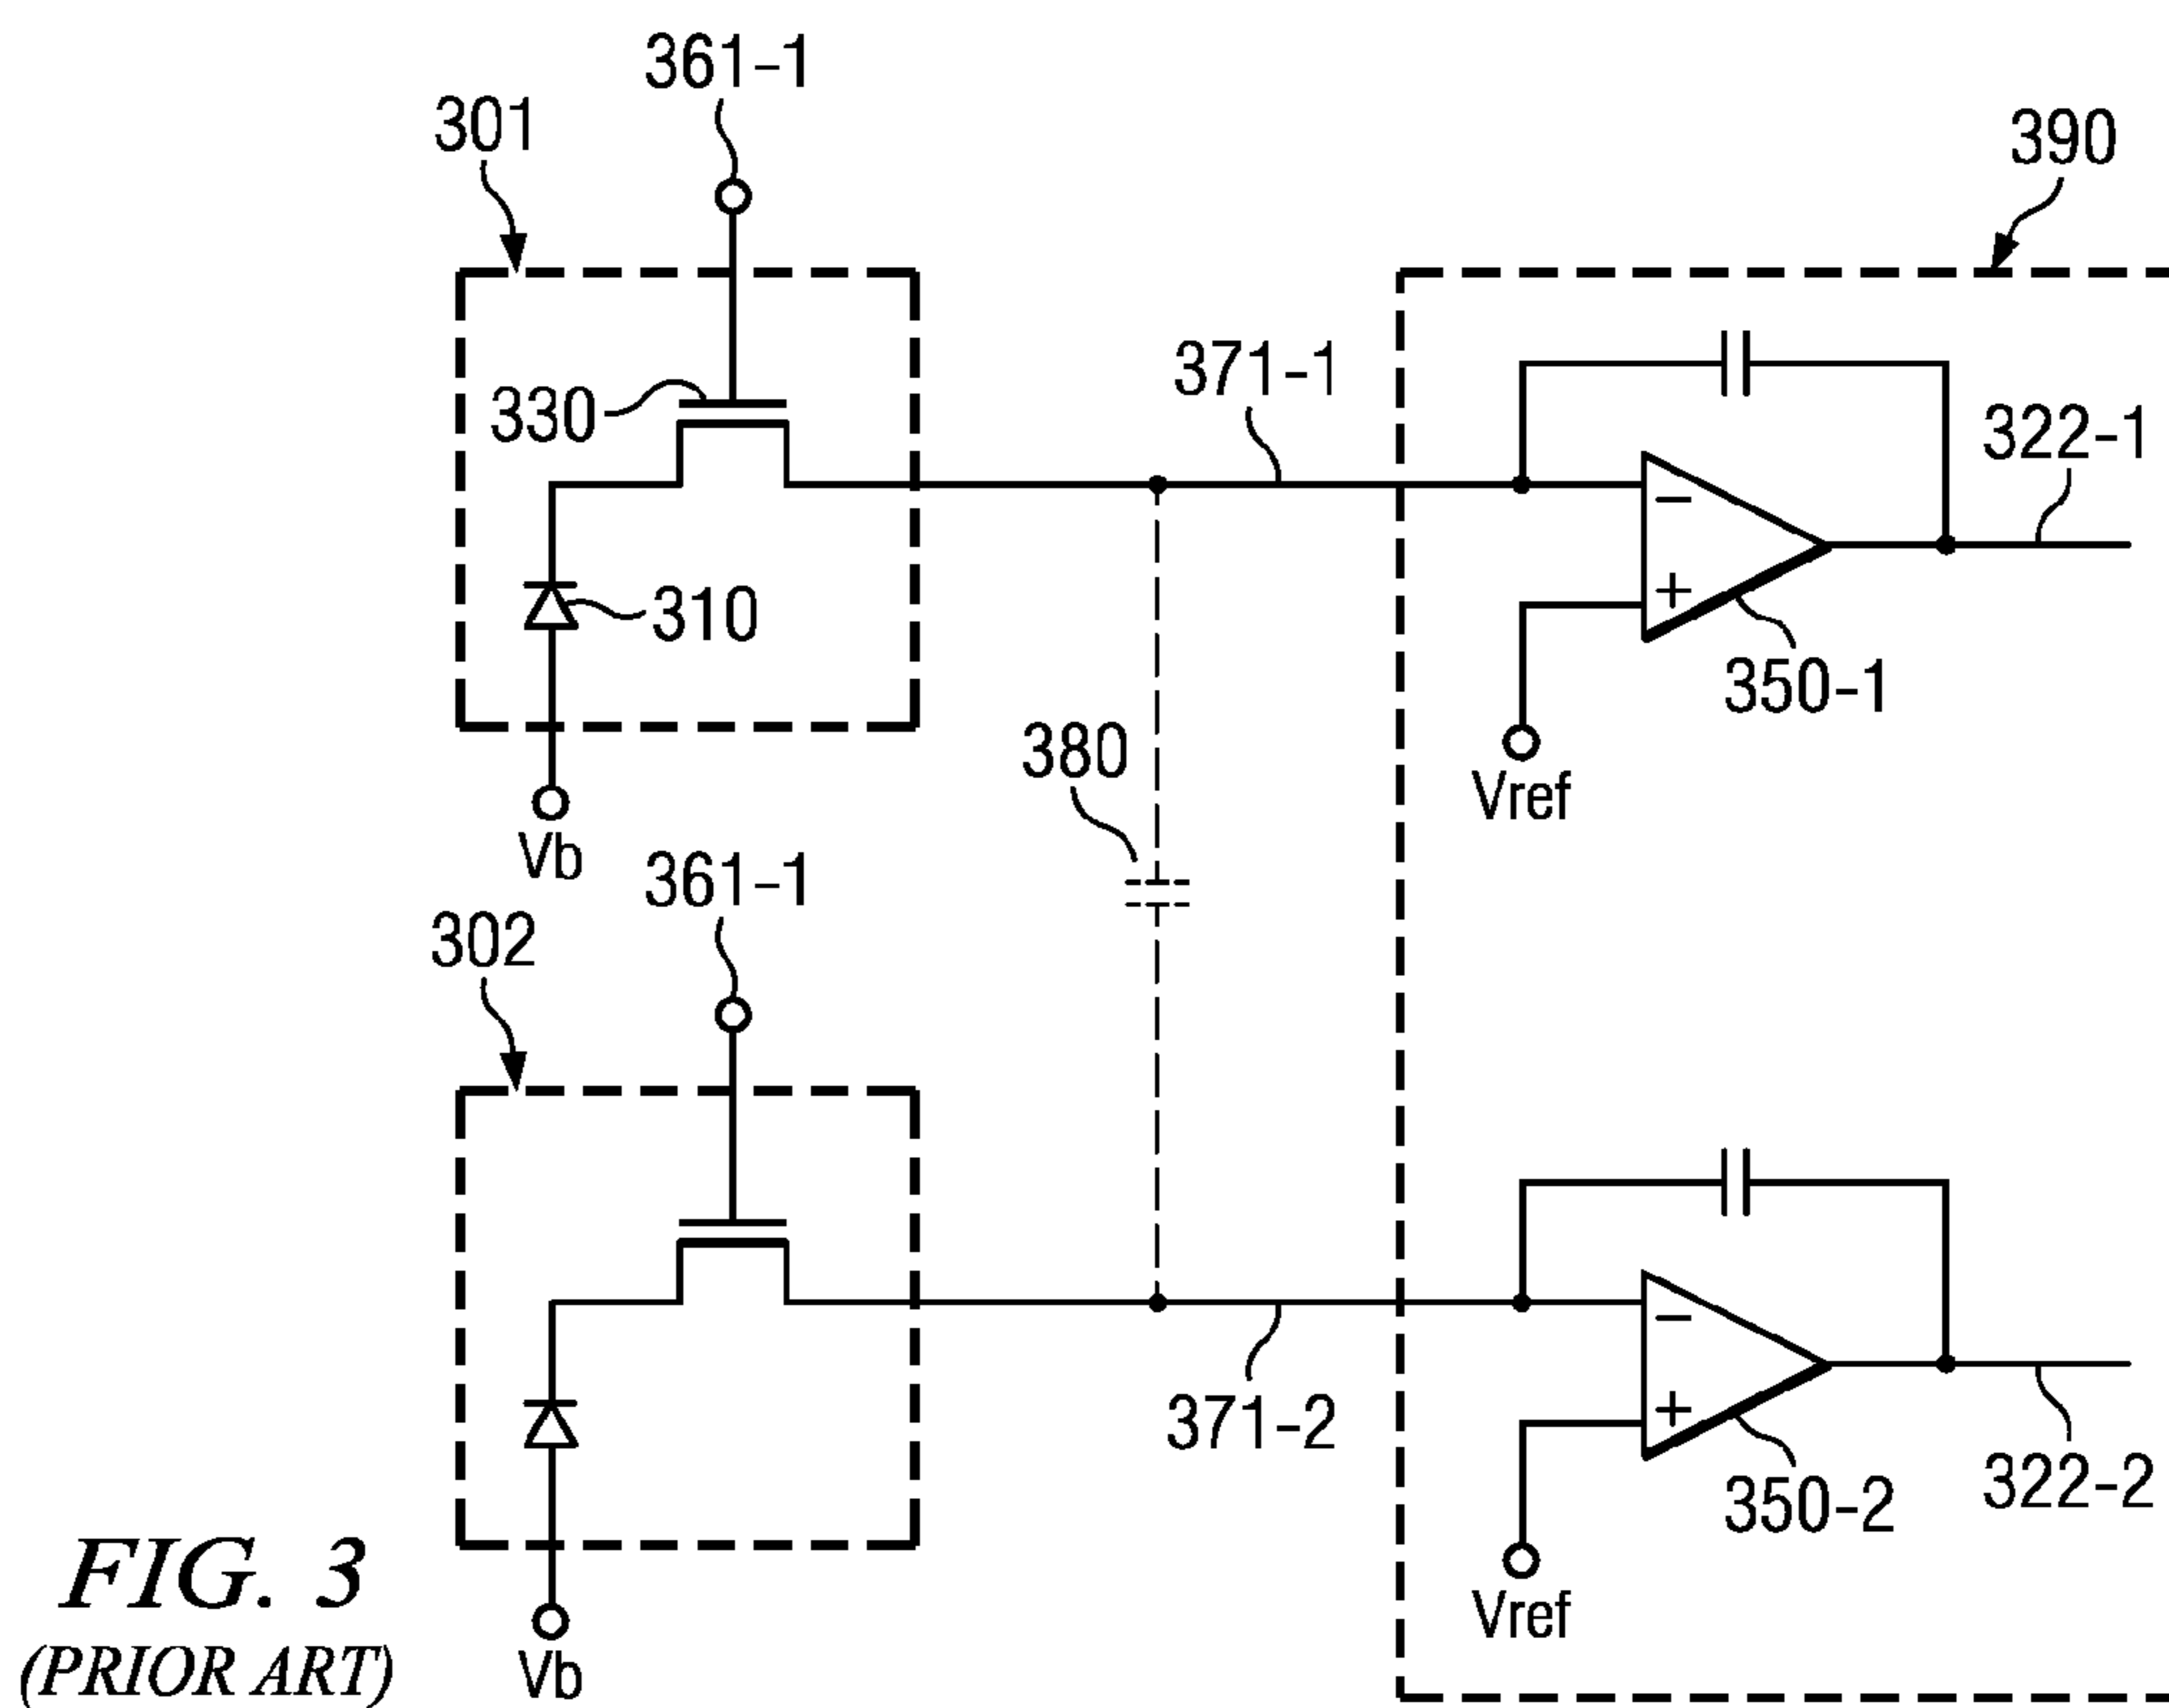 361-1
301
390
371-1
330
322-1
310
350-1
380
Vref
Vb
361-1
302
371-2
322-2
350-2
Vref
Vb
FIG. 3
(PRIOR ART)